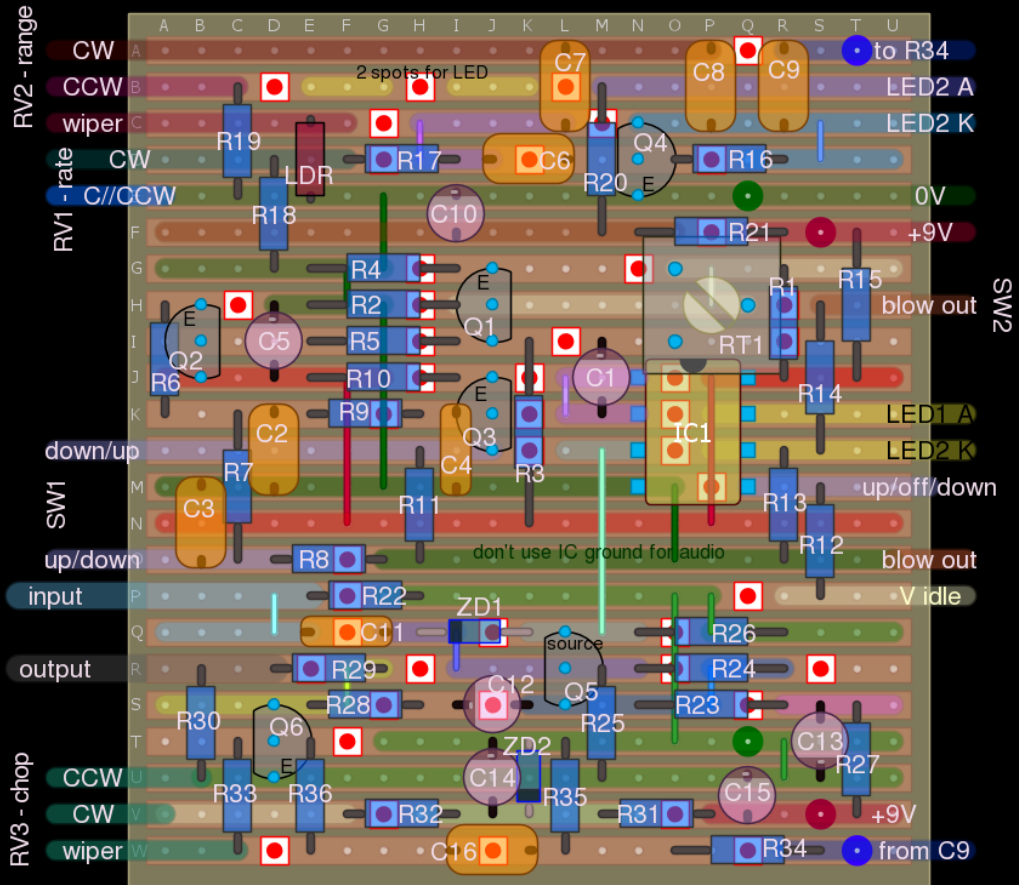 A B C D E F G H I J K L M N O P Q R S T U
RV2 - range
A
CW
C7
C8
C9
to R34
2 spots for LED
B
CCW
LED2 A
C
wiper
R19
Q4
LED2 K
RV1 - rate
CW
LDR
R17
C6
R20
E
R16
C//CCW
R18
C10
0V
F
R21
+9V
G
R4
E
R1
R15
SW2
H
E
R2
Q1
blow out
I
Q2
C5
R5
RT1
J
R6
R10
E
C1
R14
K
C2
R9
Q3
IC1
LED1 A
down/up
R7
C4
R3
LED2 K
SW1
M
C3
R11
R13
up/off/down
N
R12
up/down
R8
don't use IC ground for audio
blow out
input
P
R22
ZD1
V idle
Q
C11
source
R26
output
R
R29
Q5
R24
S
R30
R28
C12
R25
R23
T
Q6
ZD2
C13
RV3 - chop
CCW
U
E
C14
R27
R33
R36
R35
C15
CW
V
R32
R31
+9V
wiper
W
C16
R34
from C9